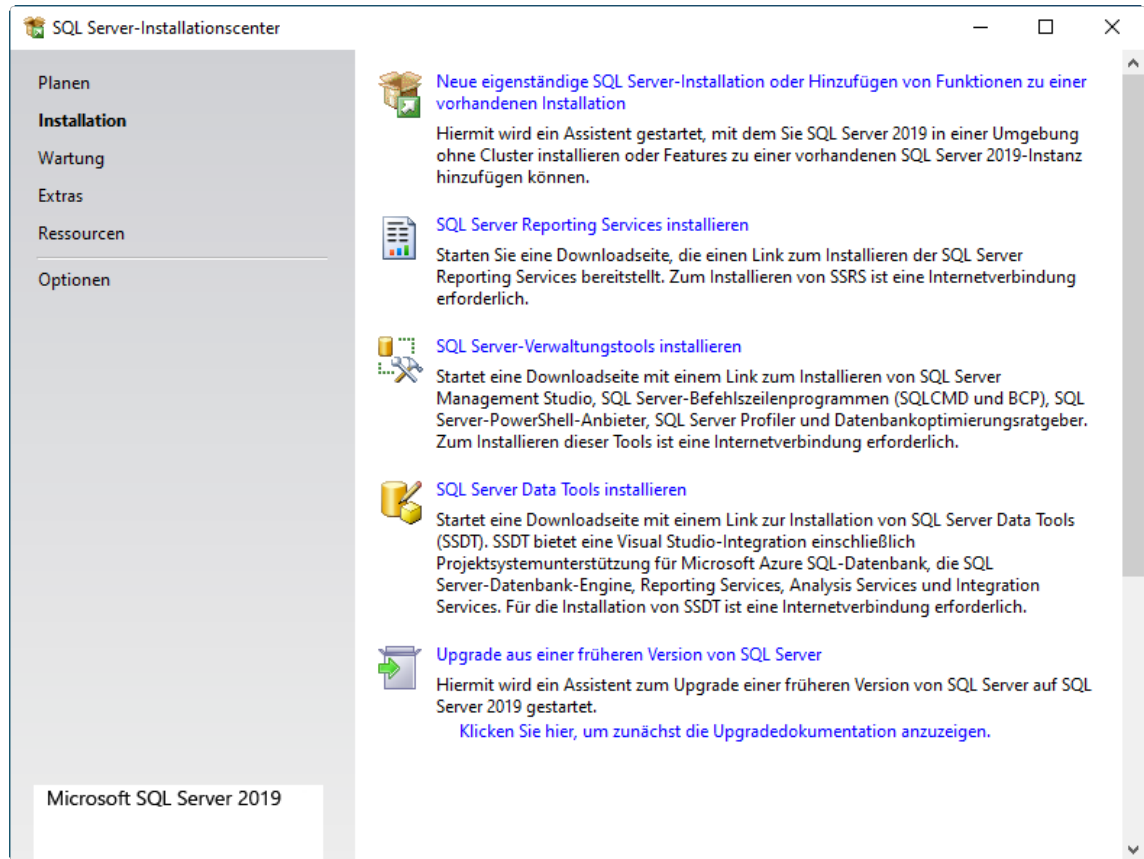 SQL Server-Installationscenter
Planen
Installation
Wartung
Extras
Ressourcen
Optionen
Microsoft SQL Server 2019
Neue eigenständige SQL Server-Installation oder Hinzufügen von Funktionen zu einer
vorhandenen Installation
Hiermit wird ein Assistent gestartet, mit dem Sie SQL Server 2019 in einer Umgebung
ohne Cluster installieren oder Features zu einer vorhandenen SQL Server 2019-Instanz
hinzufügen können.
SQL Server Reporting Services installieren
Starten Sie eine Downloadseite, die einen Link zum Installieren der SQL Server
Reporting Services bereitstellt. Zum Installieren von SSRS ist eine Internetverbindung
erforderlich.
SQL Server-Verwaltungstools installieren
Startet eine Downloadseite mit einem Link zum Installieren von SQL Server
Management Studio, SQL Server-Befehlszeilenprogrammen (SQLCMD und BCP), SQL
Server-PowerShell-Anbieter, SQL Server Profiler und Datenbankoptimierungsratgeber.
Zum Installieren dieser Tools ist eine Internetverbindung erforderlich.
SQL Server Data Tools installieren
Startet eine Downloadseite mit einem Link zur Installation von SQL Server Data Tools
(SSDT). SSDT bietet eine Visual Studio-Integration einschließlich
Projektsystemunterstützung für Microsoft Azure SQL-Datenbank, die SQL
Server-Datenbank-Engine, Reporting Services, Analysis Services und Integration
Services. Für die Installation von SSDT ist eine Internetverbindung erforderlich.
Upgrade aus einer früheren Version von SQL Server
Hiermit wird ein Assistent zum Upgrade einer früheren Version von SQL Server auf SQL
Server 2019 gestartet.
Klicken Sie hier, um zunächst die Upgradedokumentation anzuzeigen.